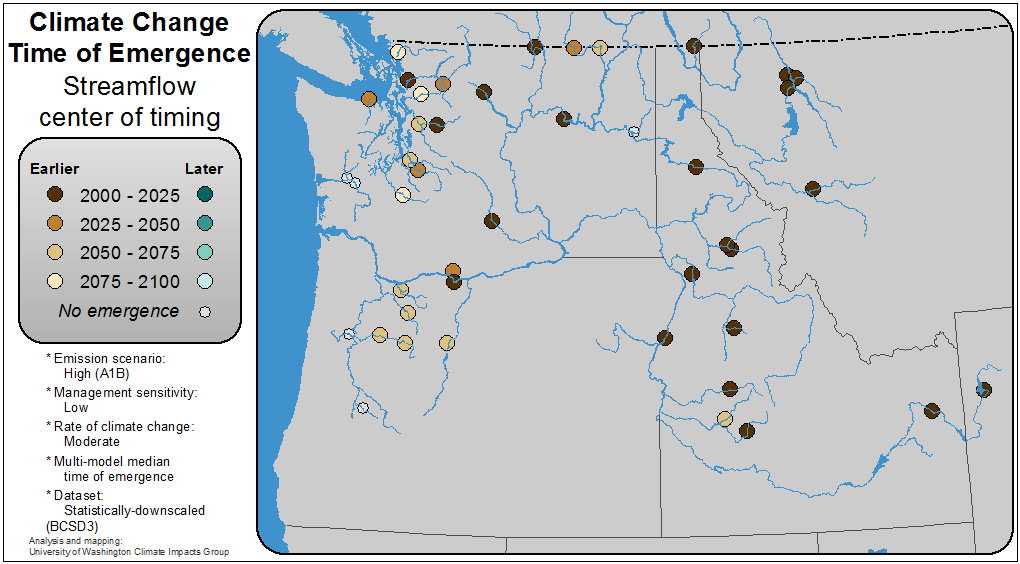 Climate Change
Time of Emergence
Streamflow
center of timing
Earlier Later
2000 - 2025
2025 - 2050
2050 - 2075
2075 - 2100
No emergence
* Emission scenario:
High (A1B)
* Management sensitivity:
Low
* Rate of climate change:
Moderate
* Multi-model median
time of emergence
* Dataset:
Statistically-downscaled
(BCSD3)
Analysis and mapping:
University of Washington Climate Impacts Group